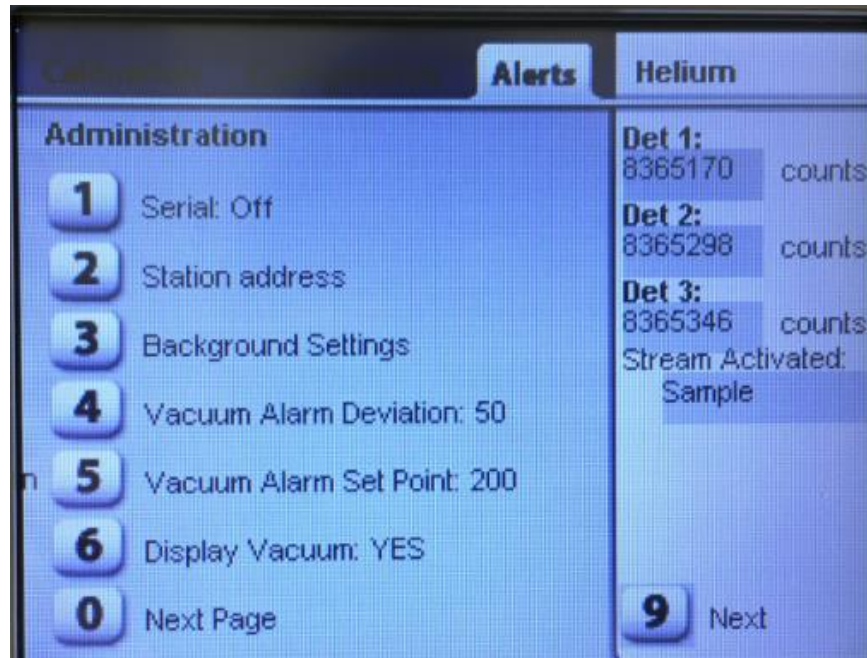 Alerts
Administration
1 Serial: Off
2 Station address
3 Background Settings
4 Vacuum Alarm Deviation: 50
n 5 Vacuum Alarm Set Point: 200
6 Display Vacuum: YES
0 Next Page
Helium
Det 1:
8365170 counts
Det 2:
8365298 counts
Det 3:
8365346 counts
Stream Activated:
Sample
9 Next